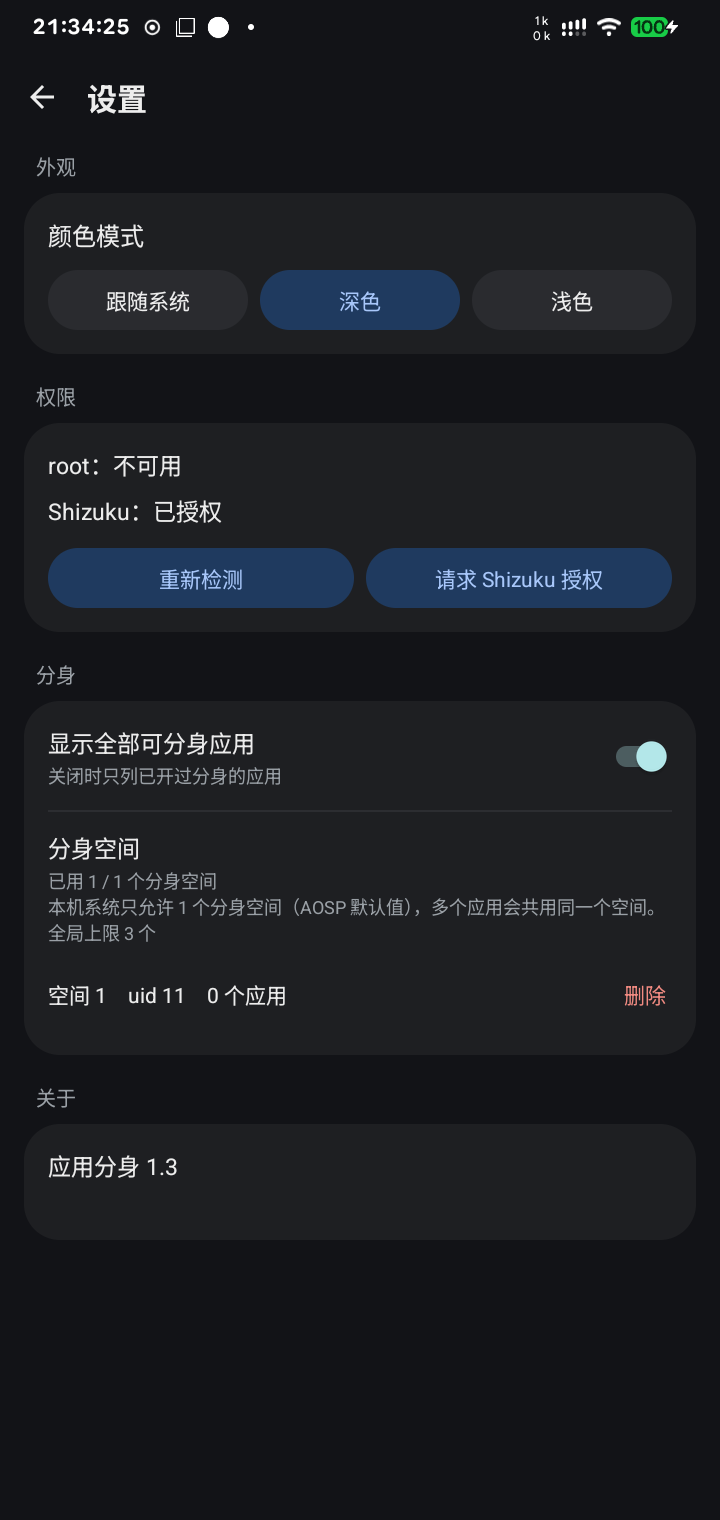 21:34:25
1k
0k
100
设置
外观
颜色模式
跟随系统
深色
浅色
权限
root：不可用
Shizuku：已授权
重新检测
请求 Shizuku 授权
分身
显示全部可分身应用
关闭时只列已开过分身的应用
分身空间
已用 1 / 1 个分身空间
本机系统只允许 1 个分身空间（AOSP 默认值），多个应用会共用同一个空间。
全局上限 3 个
空间 1 uid 11 0 个应用
删除
关于
应用分身 1.3